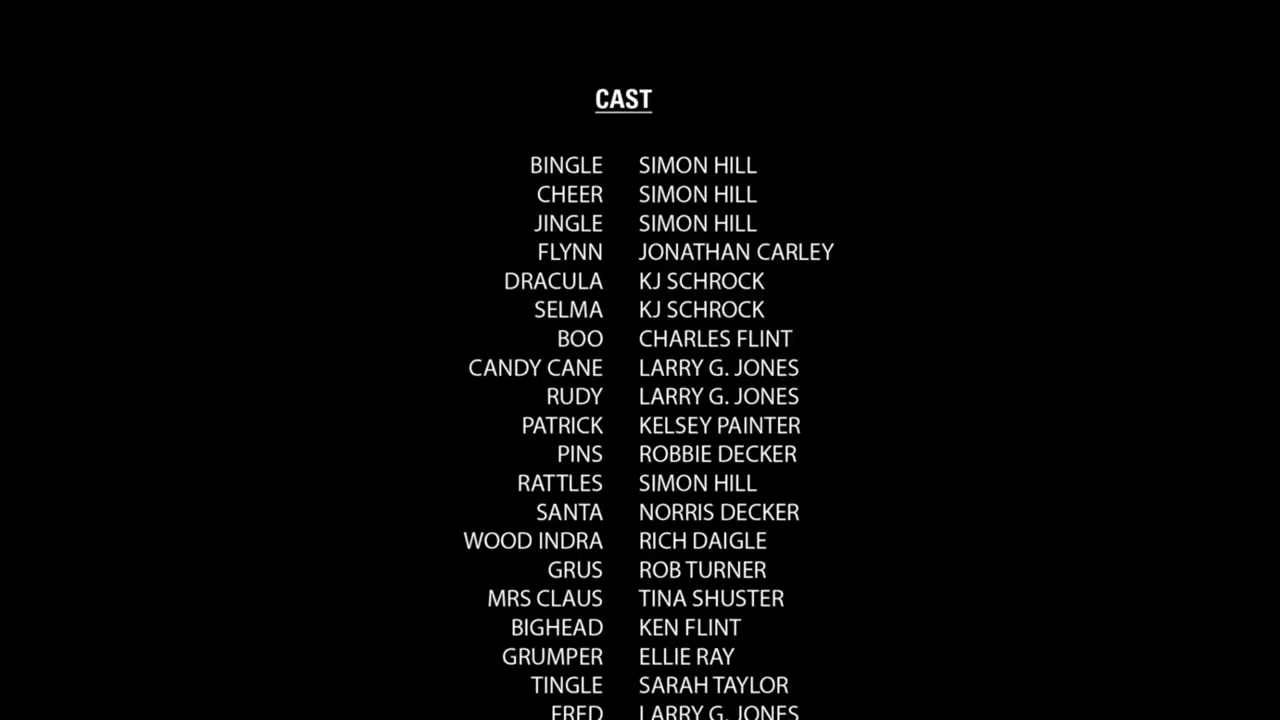 CAST
BINGLE SIMON HILL
CHEER SIMON HILL
JINGLE SIMON HILL
FLYNN JONATHAN CARLEY
DRACULA KJ SCHROCK
SELMA KJ SCHROCK
BOO CHARLES FLINT
CANDY CANE LARRY G. JONES
RUDY LARRY G. JONES
PATRICK KELSEY PAINTER
PINS ROBBIE DECKER
RATTLES SIMON HILL
SANTA NORRIS DECKER
WOOD INDRA RICH DAIGLE
GRUS ROB TURNER
MRS CLAUS TINA SHUSTER
BIGHEAD KEN FLINT
GRUMPER ELLIE RAY
TINGLE SARAH TAYLOR
FRED LARRY G. JONES